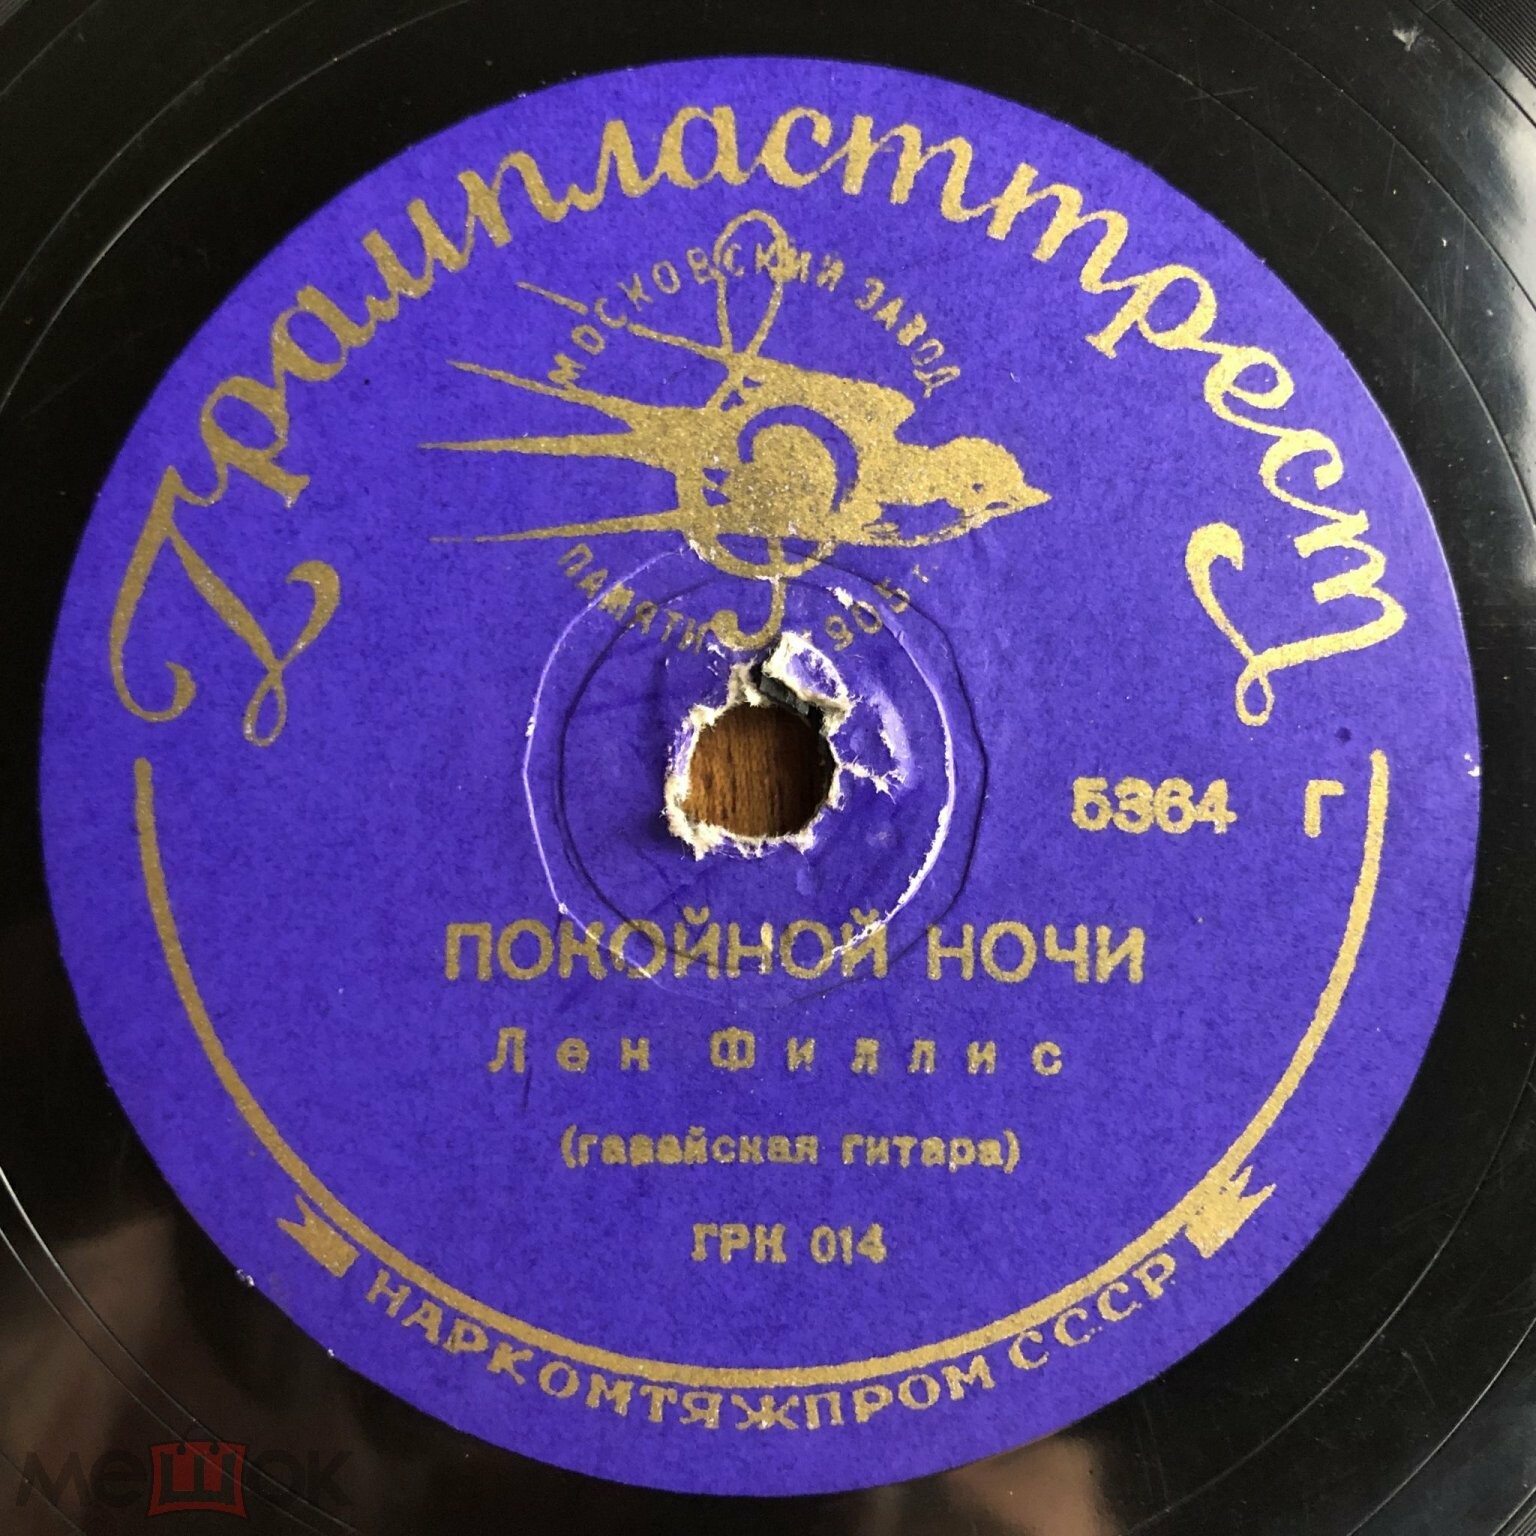 Грампласттрест
МОСКОВСКИЙ ЗАВОД
ПАМЯТИ 1905 г.
5364 Г
ПОКОЙНОЙ НОЧИ
Лен Филлис
(гавайская гитара)
ГРК 014
НАРКОМТЯЖПРОМ СССР
мешок